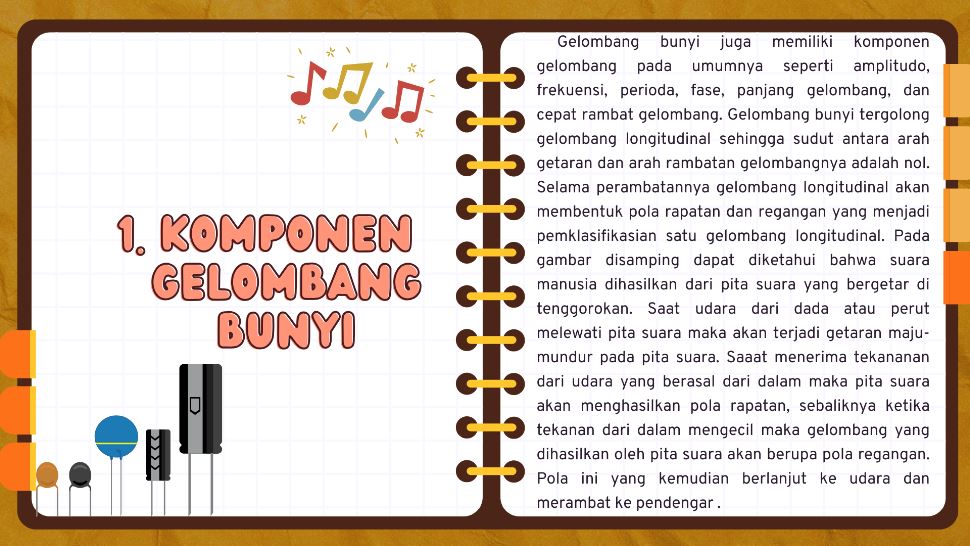 1. KOMPONEN
GELOMBANG
BUNYI
Gelombang bunyi juga memiliki komponen
gelombang pada umumnya seperti amplitudo,
frekuensi, perioda, fase, panjang gelombang, dan
cepat rambat gelombang. Gelombang bunyi tergolong
gelombang longitudinal sehingga sudut antara arah
getaran dan arah rambatan gelombangnya adalah nol.
Selama perambatannya gelombang longitudinal akan
membentuk pola rapatan dan regangan yang menjadi
pemklasifikasian satu gelombang longitudinal. Pada
gambar disamping dapat diketahui bahwa suara
manusia dihasilkan dari pita suara yang bergetar di
tenggorokan. Saat udara dari dada atau perut
melewati pita suara maka akan terjadi getaran maju-
mundur pada pita suara. Saaat menerima tekananan
dari udara yang berasal dari dalam maka pita suara
akan menghasilkan pola rapatan, sebaliknya ketika
tekanan dari dalam mengecil maka gelombang yang
dihasilkan oleh pita suara akan berupa pola regangan.
Pola ini yang kemudian berlanjut ke udara dan
merambat ke pendengar .